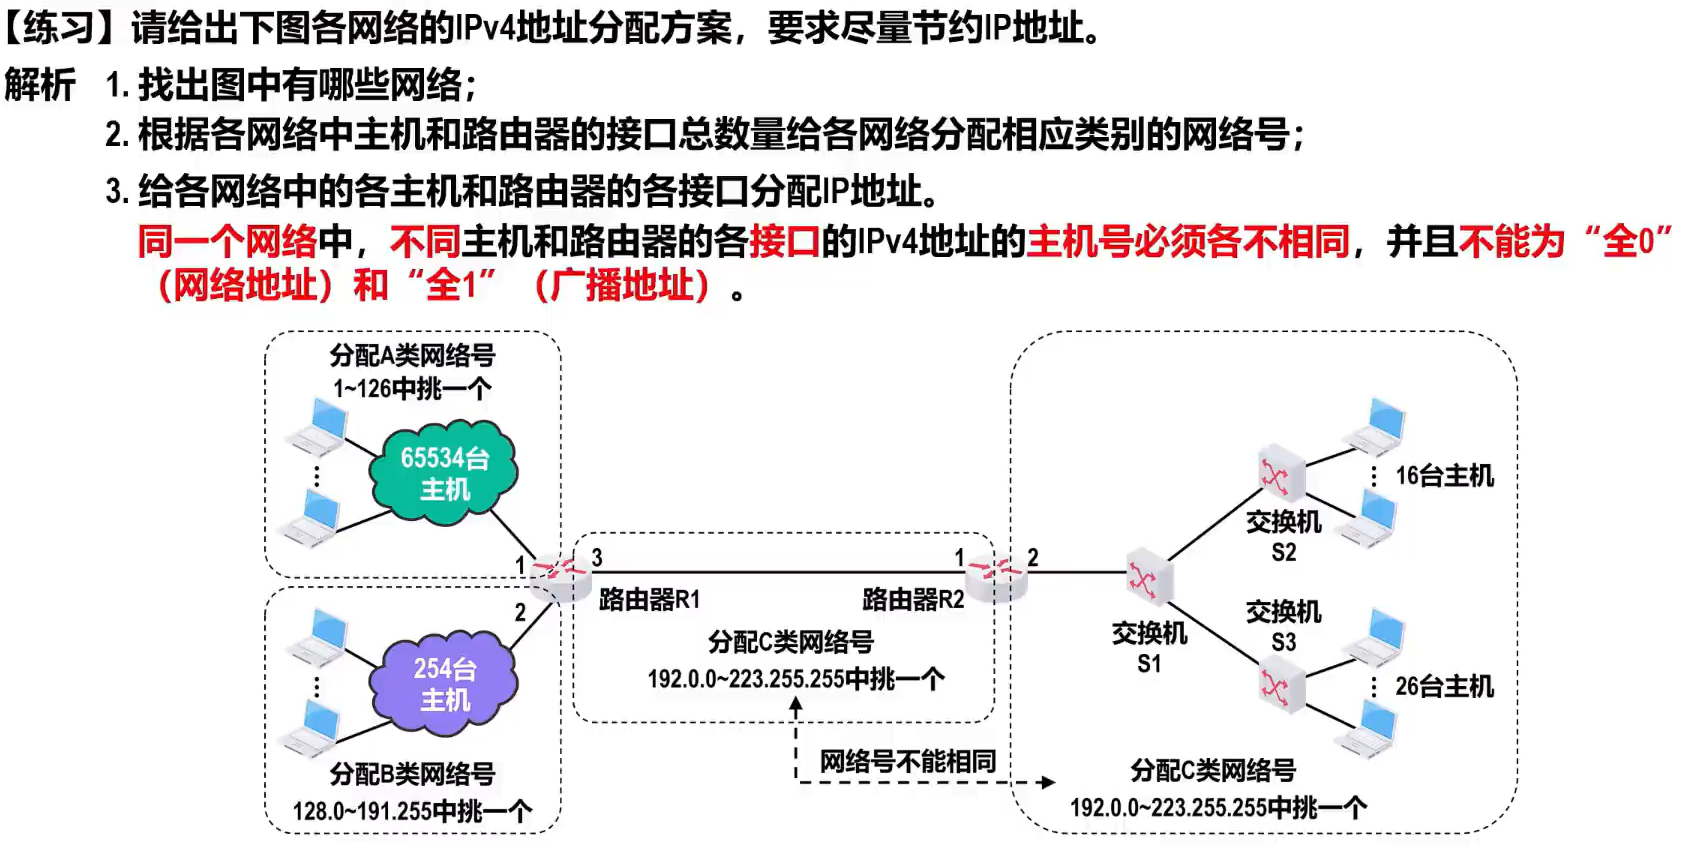 【练习】请给出下图各网络的IPv4地址分配方案，要求尽量节约IP地址。
解析 1. 找出图中有哪些网络；
2. 根据各网络中主机和路由器的接口总数量给各网络分配相应类别的网络号；
3. 给各网络中的各主机和路由器的各接口分配IP地址。
同一个网络中，不同主机和路由器的各接口的IPv4地址的主机号必须各不相同，并且不能为“全0”
（网络地址）和“全1”（广播地址）。
分配A类网络号
1~126中挑一个
65534台
主机
1
2
254台
主机
分配B类网络号
128.0~191.255中挑一个
3
1
路由器R1
路由器R2
分配C类网络号
192.0.0~223.255.255中挑一个
网络号不能相同
2
交换机
S1
交换机
S2
16台主机
交换机
S3
26台主机
分配C类网络号
192.0.0~223.255.255中挑一个